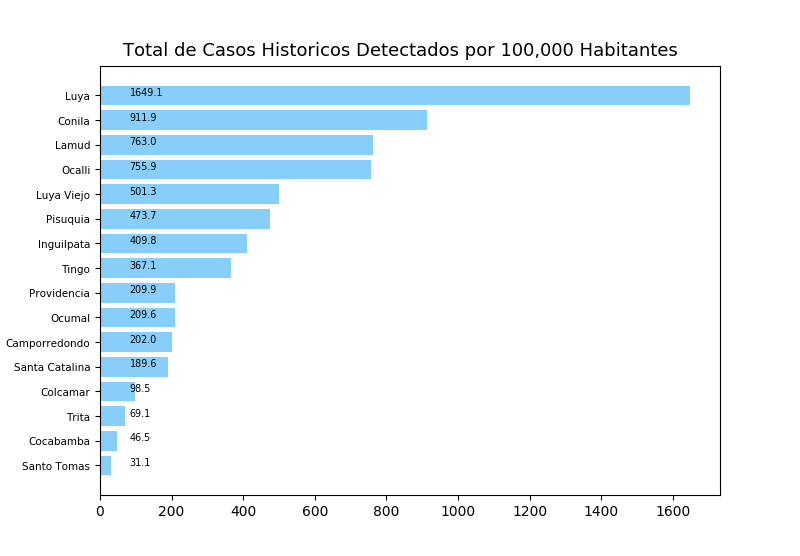 Total de Casos Historicos Detectados por 100,000 Habitantes
Luya 1649.1
Conila 911.9
Lamud 763.0
Ocalli 755.9
Luya Viejo 501.3
Pisuquia 473.7
Inguilpata 409.8
Tingo 367.1
Providencia 209.9
Ocumal 209.6
Camporredondo 202.0
Santa Catalina 189.6
Colcamar 98.5
Trita 69.1
Cocabamba 46.5
Santo Tomas 31.1
0 200 400 600 800 1000 1200 1400 1600